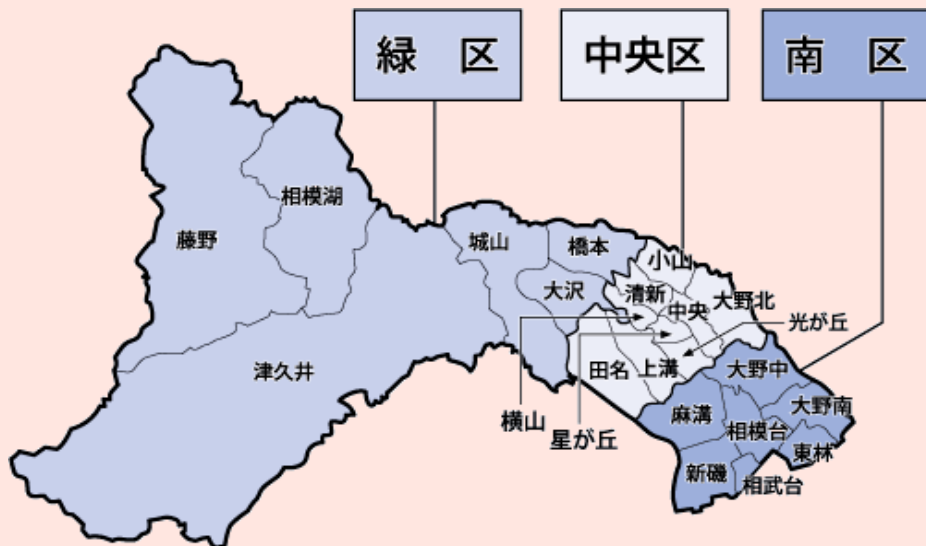 緑 区
中央区
南 区
相模湖
藤野
城山
橋本
小山
大沢
清新
中央
大野北
光が丘
津久井
田名
上溝
大野中
横山
星が丘
麻溝
相模台
大野南
東林
新磯
相武台